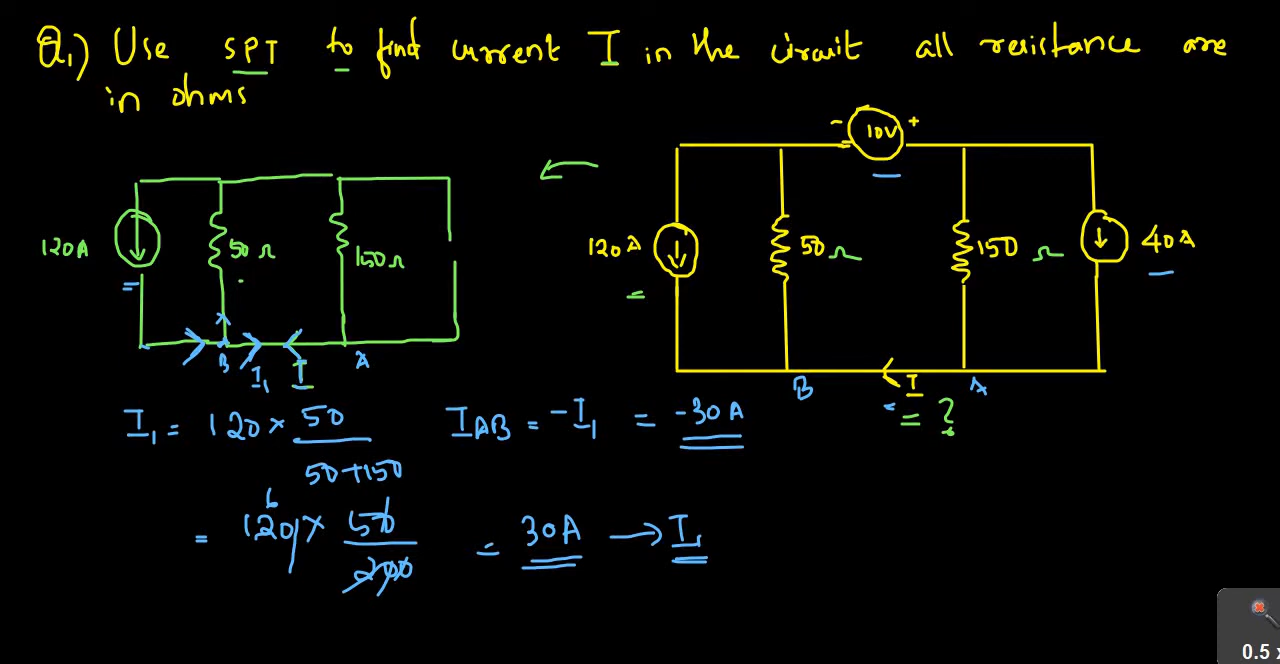 Q1) Use SPT to find current I in the circuit all resistance are
in ohms
- 10V +
120A
50Ω
150Ω
120A
50Ω
150Ω
40A
B
I1
I
A
B
I
A
= ?
I1 = 120 × 50
50+150
IAB = -I1 = -30A
6
= 120 × 50
200
= 30A → I1
0.5 ×